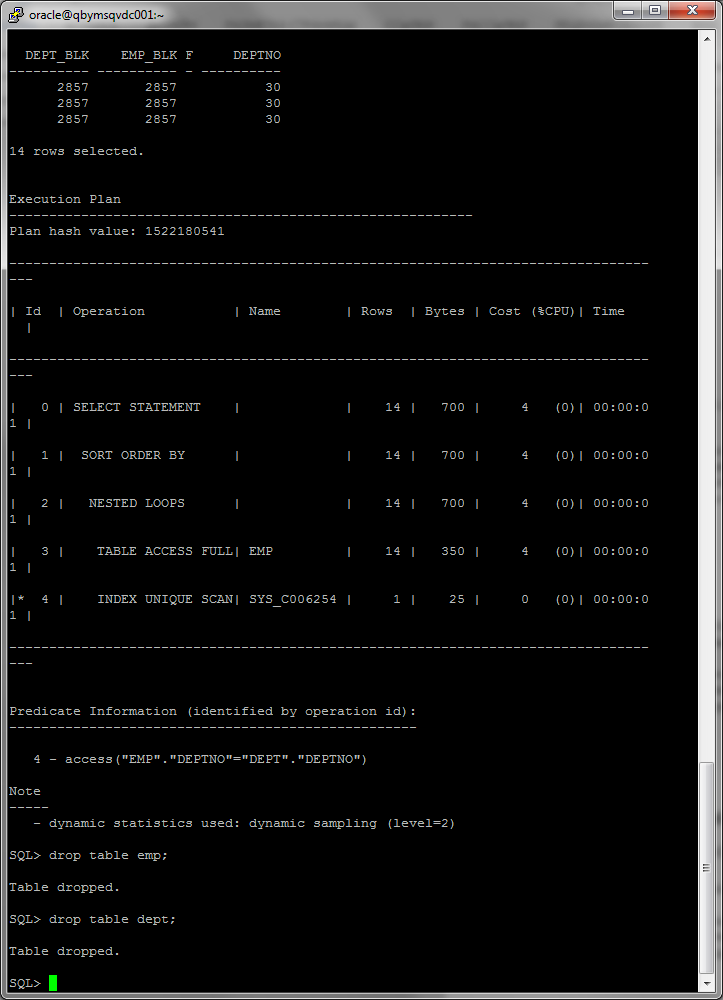 oracle@qbymsqvdc001:~
  DEPT_BLK    EMP_BLK F     DEPTNO
---------- ---------- - ----------
      2857       2857           30
      2857       2857           30
      2857       2857           30

14 rows selected.


Execution Plan
----------------------------------------------------------
Plan hash value: 1522180541

--------------------------------------------------------------------------------
---

| Id  | Operation           | Name        | Rows  | Bytes | Cost (%CPU)| Time
  |

--------------------------------------------------------------------------------
---

|   0 | SELECT STATEMENT    |             |    14 |   700 |     4   (0)| 00:00:0
1 |

|   1 |  SORT ORDER BY      |             |    14 |   700 |     4   (0)| 00:00:0
1 |

|   2 |   NESTED LOOPS      |             |    14 |   700 |     4   (0)| 00:00:0
1 |

|   3 |    TABLE ACCESS FULL| EMP         |    14 |   350 |     4   (0)| 00:00:0
1 |

|*  4 |    INDEX UNIQUE SCAN| SYS_C006254 |     1 |    25 |     0   (0)| 00:00:0
1 |

--------------------------------------------------------------------------------
---


Predicate Information (identified by operation id):
---------------------------------------------------

   4 - access("EMP"."DEPTNO"="DEPT"."DEPTNO")

Note
-----
   - dynamic statistics used: dynamic sampling (level=2)

SQL> drop table emp;

Table dropped.

SQL> drop table dept;

Table dropped.

SQL>